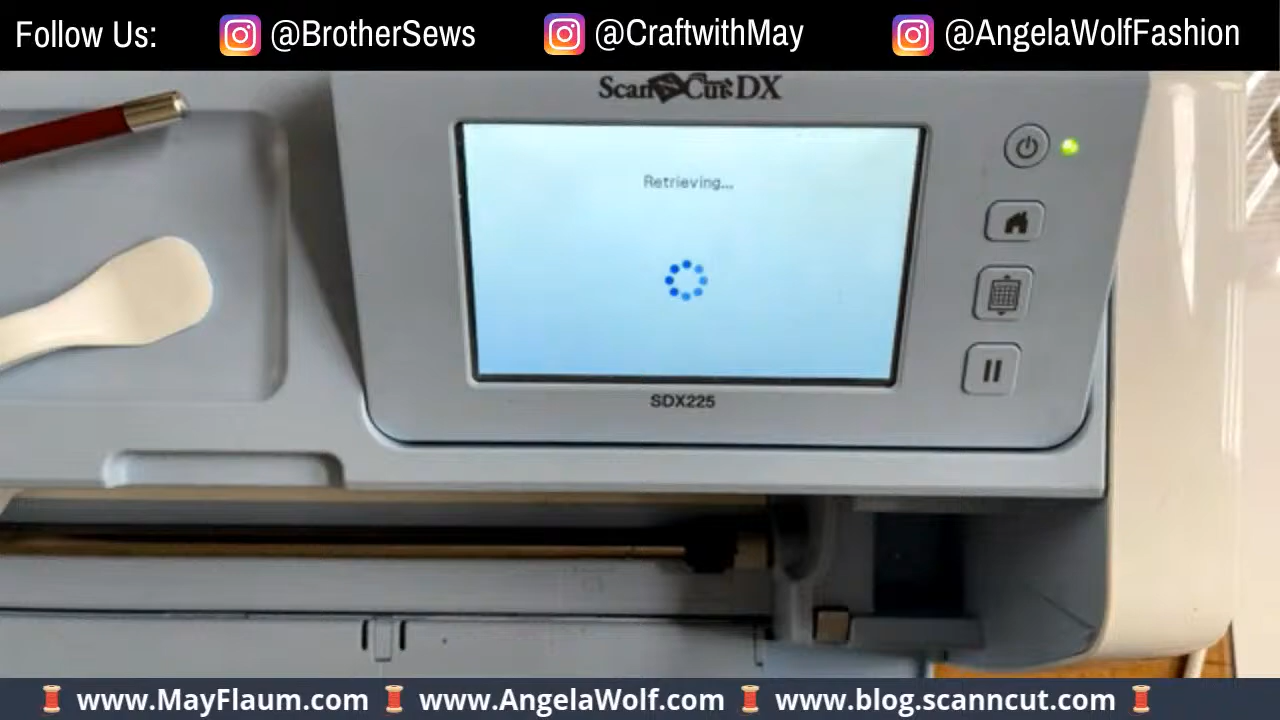 Follow Us: @BrotherSews @CraftwithMay @AngelaWolfFashion
ScanNCut DX
Retrieving...
SDX225
www.MayFlaum.com www.AngelaWolf.com www.blog.scanncut.com